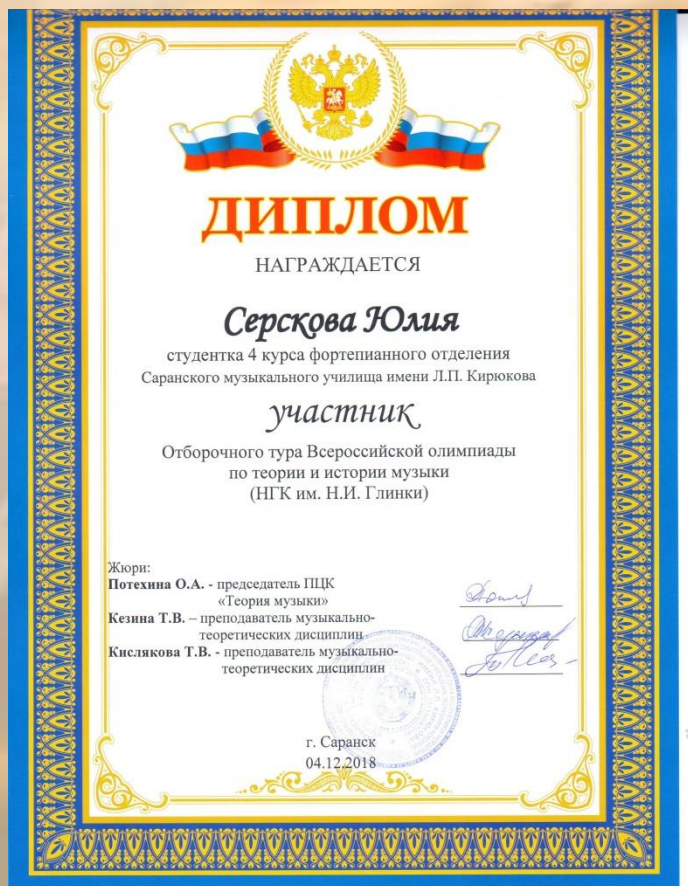 ДИПЛОМ
НАГРАЖДАЕТСЯ
Серскова Юлия
студентка 4 курса фортепианного отделения
Саранского музыкального училища имени Л.П. Кирюкова
участник
Отборочного тура Всероссийской олимпиады
по теории и истории музыки
(НГК им. Н.И. Глинки)
Жюри:
Потехина О.А. - председатель ПЦК
«Теория музыки»
Кезина Т.В. – преподаватель музыкально-
теоретических дисциплин
Кислякова Т.В. - преподаватель музыкально-
теоретических дисциплин
г. Саранск
04.12.2018